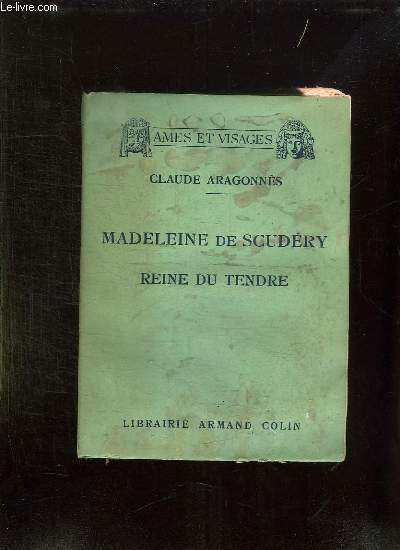 le-livre.com
AMES ET VISAGES
CLAUDE ARAGONNÈS
MADELEINE DE SCUDÉRY
REINE DU TENDRE
LIBRAIRIE ARMAND COLIN